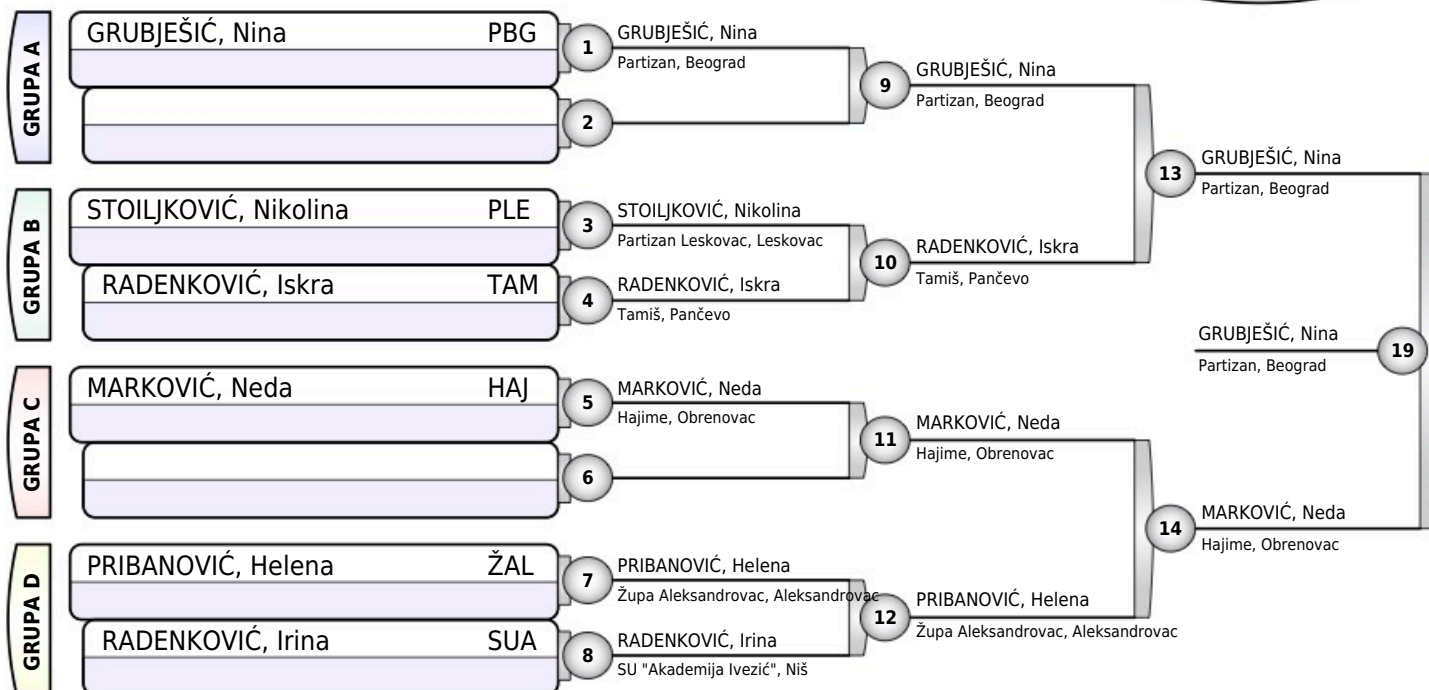 GRUPA A
GRUBJEŠIĆ, Nina PBG
1
GRUBJEŠIĆ, Nina
Partizan, Beograd
2
9
GRUBJEŠIĆ, Nina
Partizan, Beograd
GRUPA B
STOILJKOVIĆ, Nikolina PLE
3
STOILJKOVIĆ, Nikolina
Partizan Leskovac, Leskovac
RADENKOVIĆ, Iskra TAM
4
RADENKOVIĆ, Iskra
Tamiš, Pančevo
10
RADENKOVIĆ, Iskra
Tamiš, Pančevo
13
GRUBJEŠIĆ, Nina
Partizan, Beograd
GRUPA C
MARKOVIĆ, Neda HAJ
5
MARKOVIĆ, Neda
Hajime, Obrenovac
6
11
MARKOVIĆ, Neda
Hajime, Obrenovac
GRUPA D
PRIBANOVIĆ, Helena ŽAL
7
PRIBANOVIĆ, Helena
Župa Aleksandrovac, Aleksandrovac
RADENKOVIĆ, Irina SUA
8
RADENKOVIĆ, Irina
SU "Akademija Ivezić", Niš
12
PRIBANOVIĆ, Helena
Župa Aleksandrovac, Aleksandrovac
14
MARKOVIĆ, Neda
Hajime, Obrenovac
GRUBJEŠIĆ, Nina
Partizan, Beograd
19